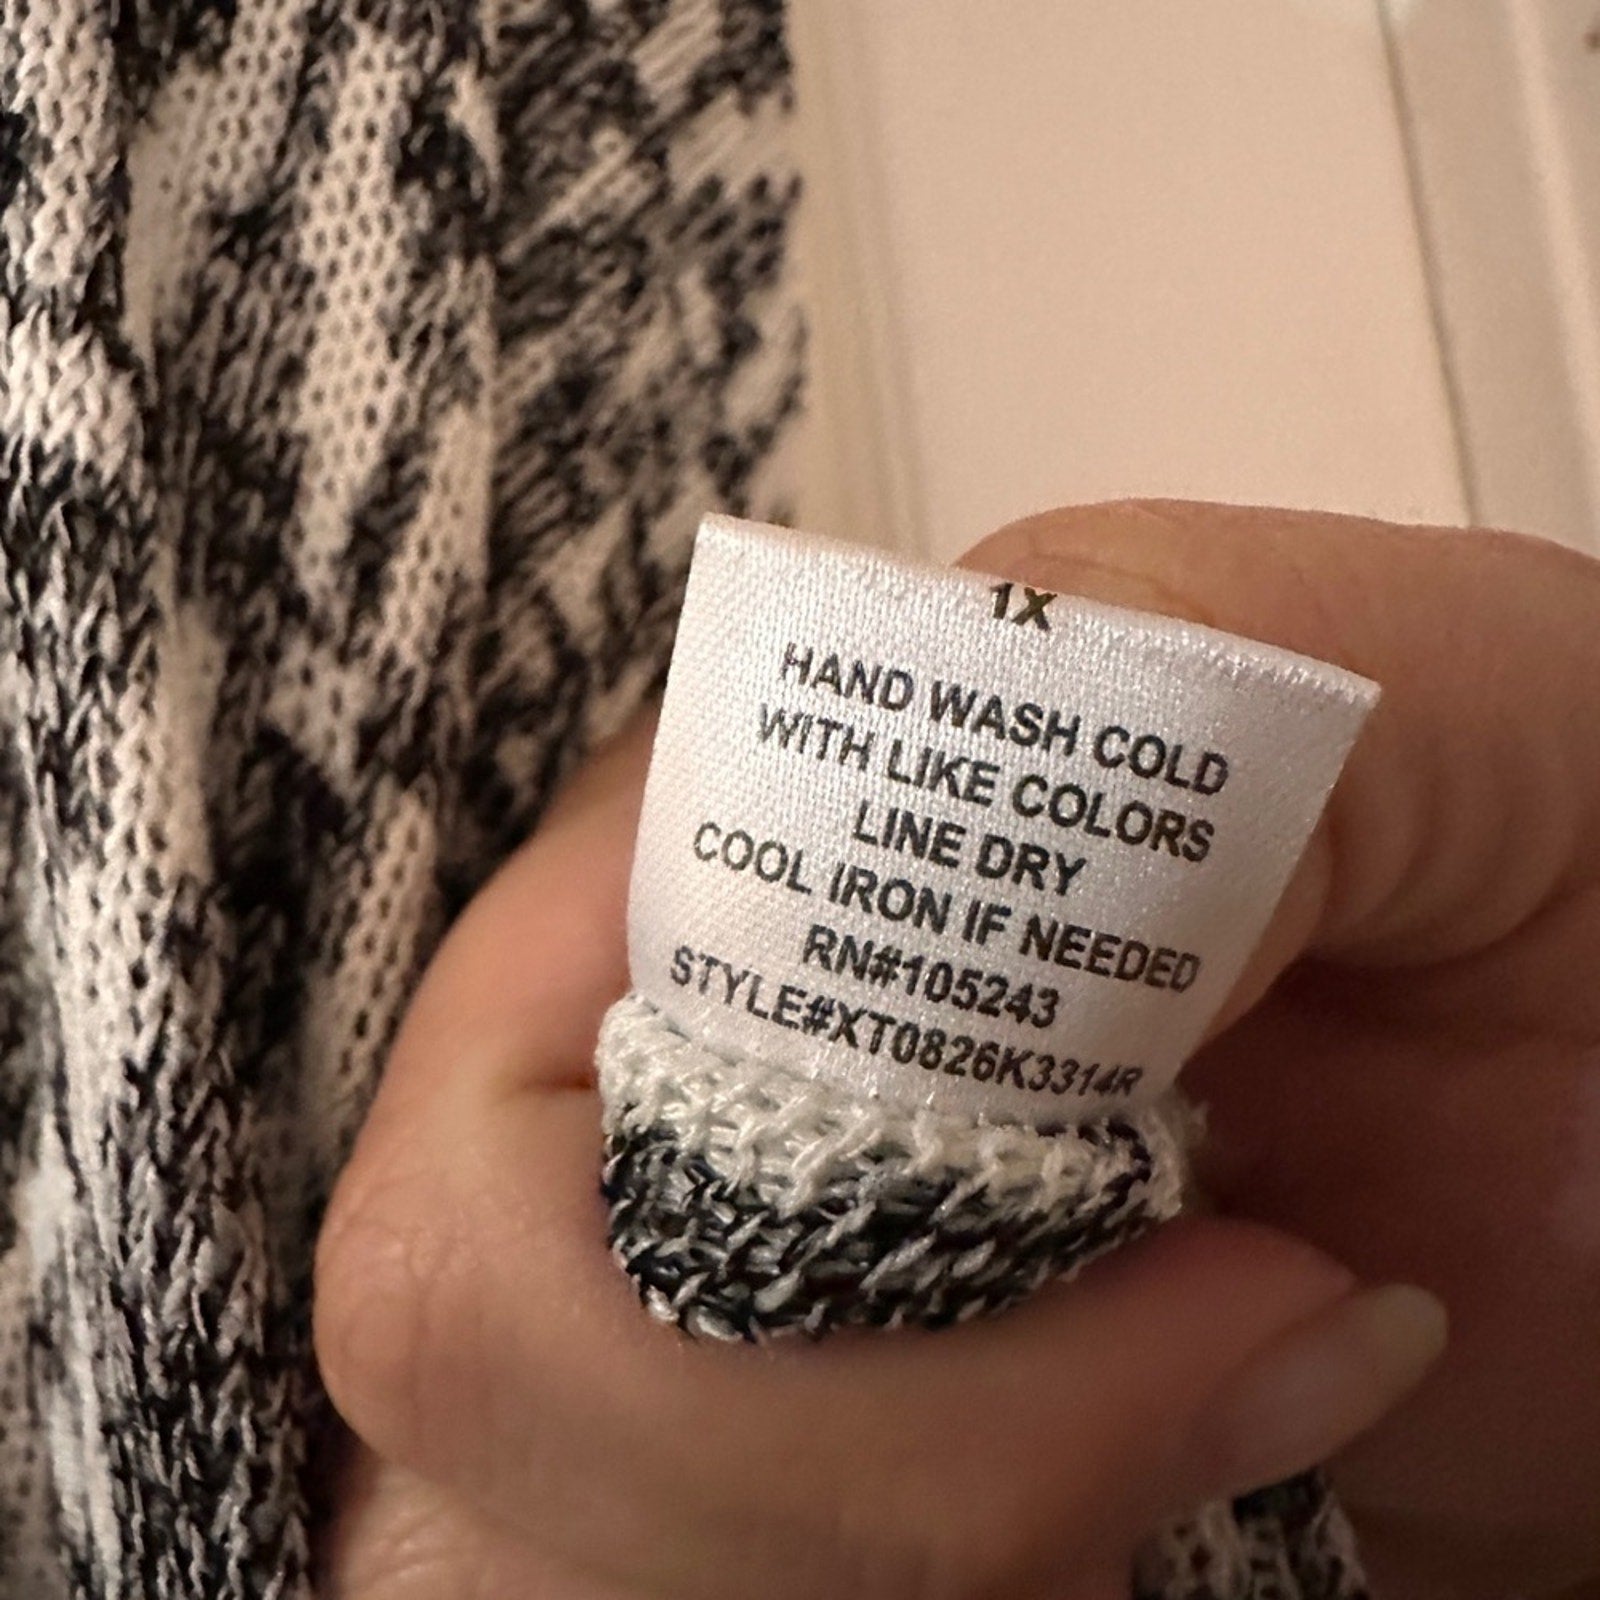 1X
HAND WASH COLD
WITH LIKE COLORS
LINE DRY
COOL IRON IF NEEDED
RN#105243
STYLE#XT0826K3314R